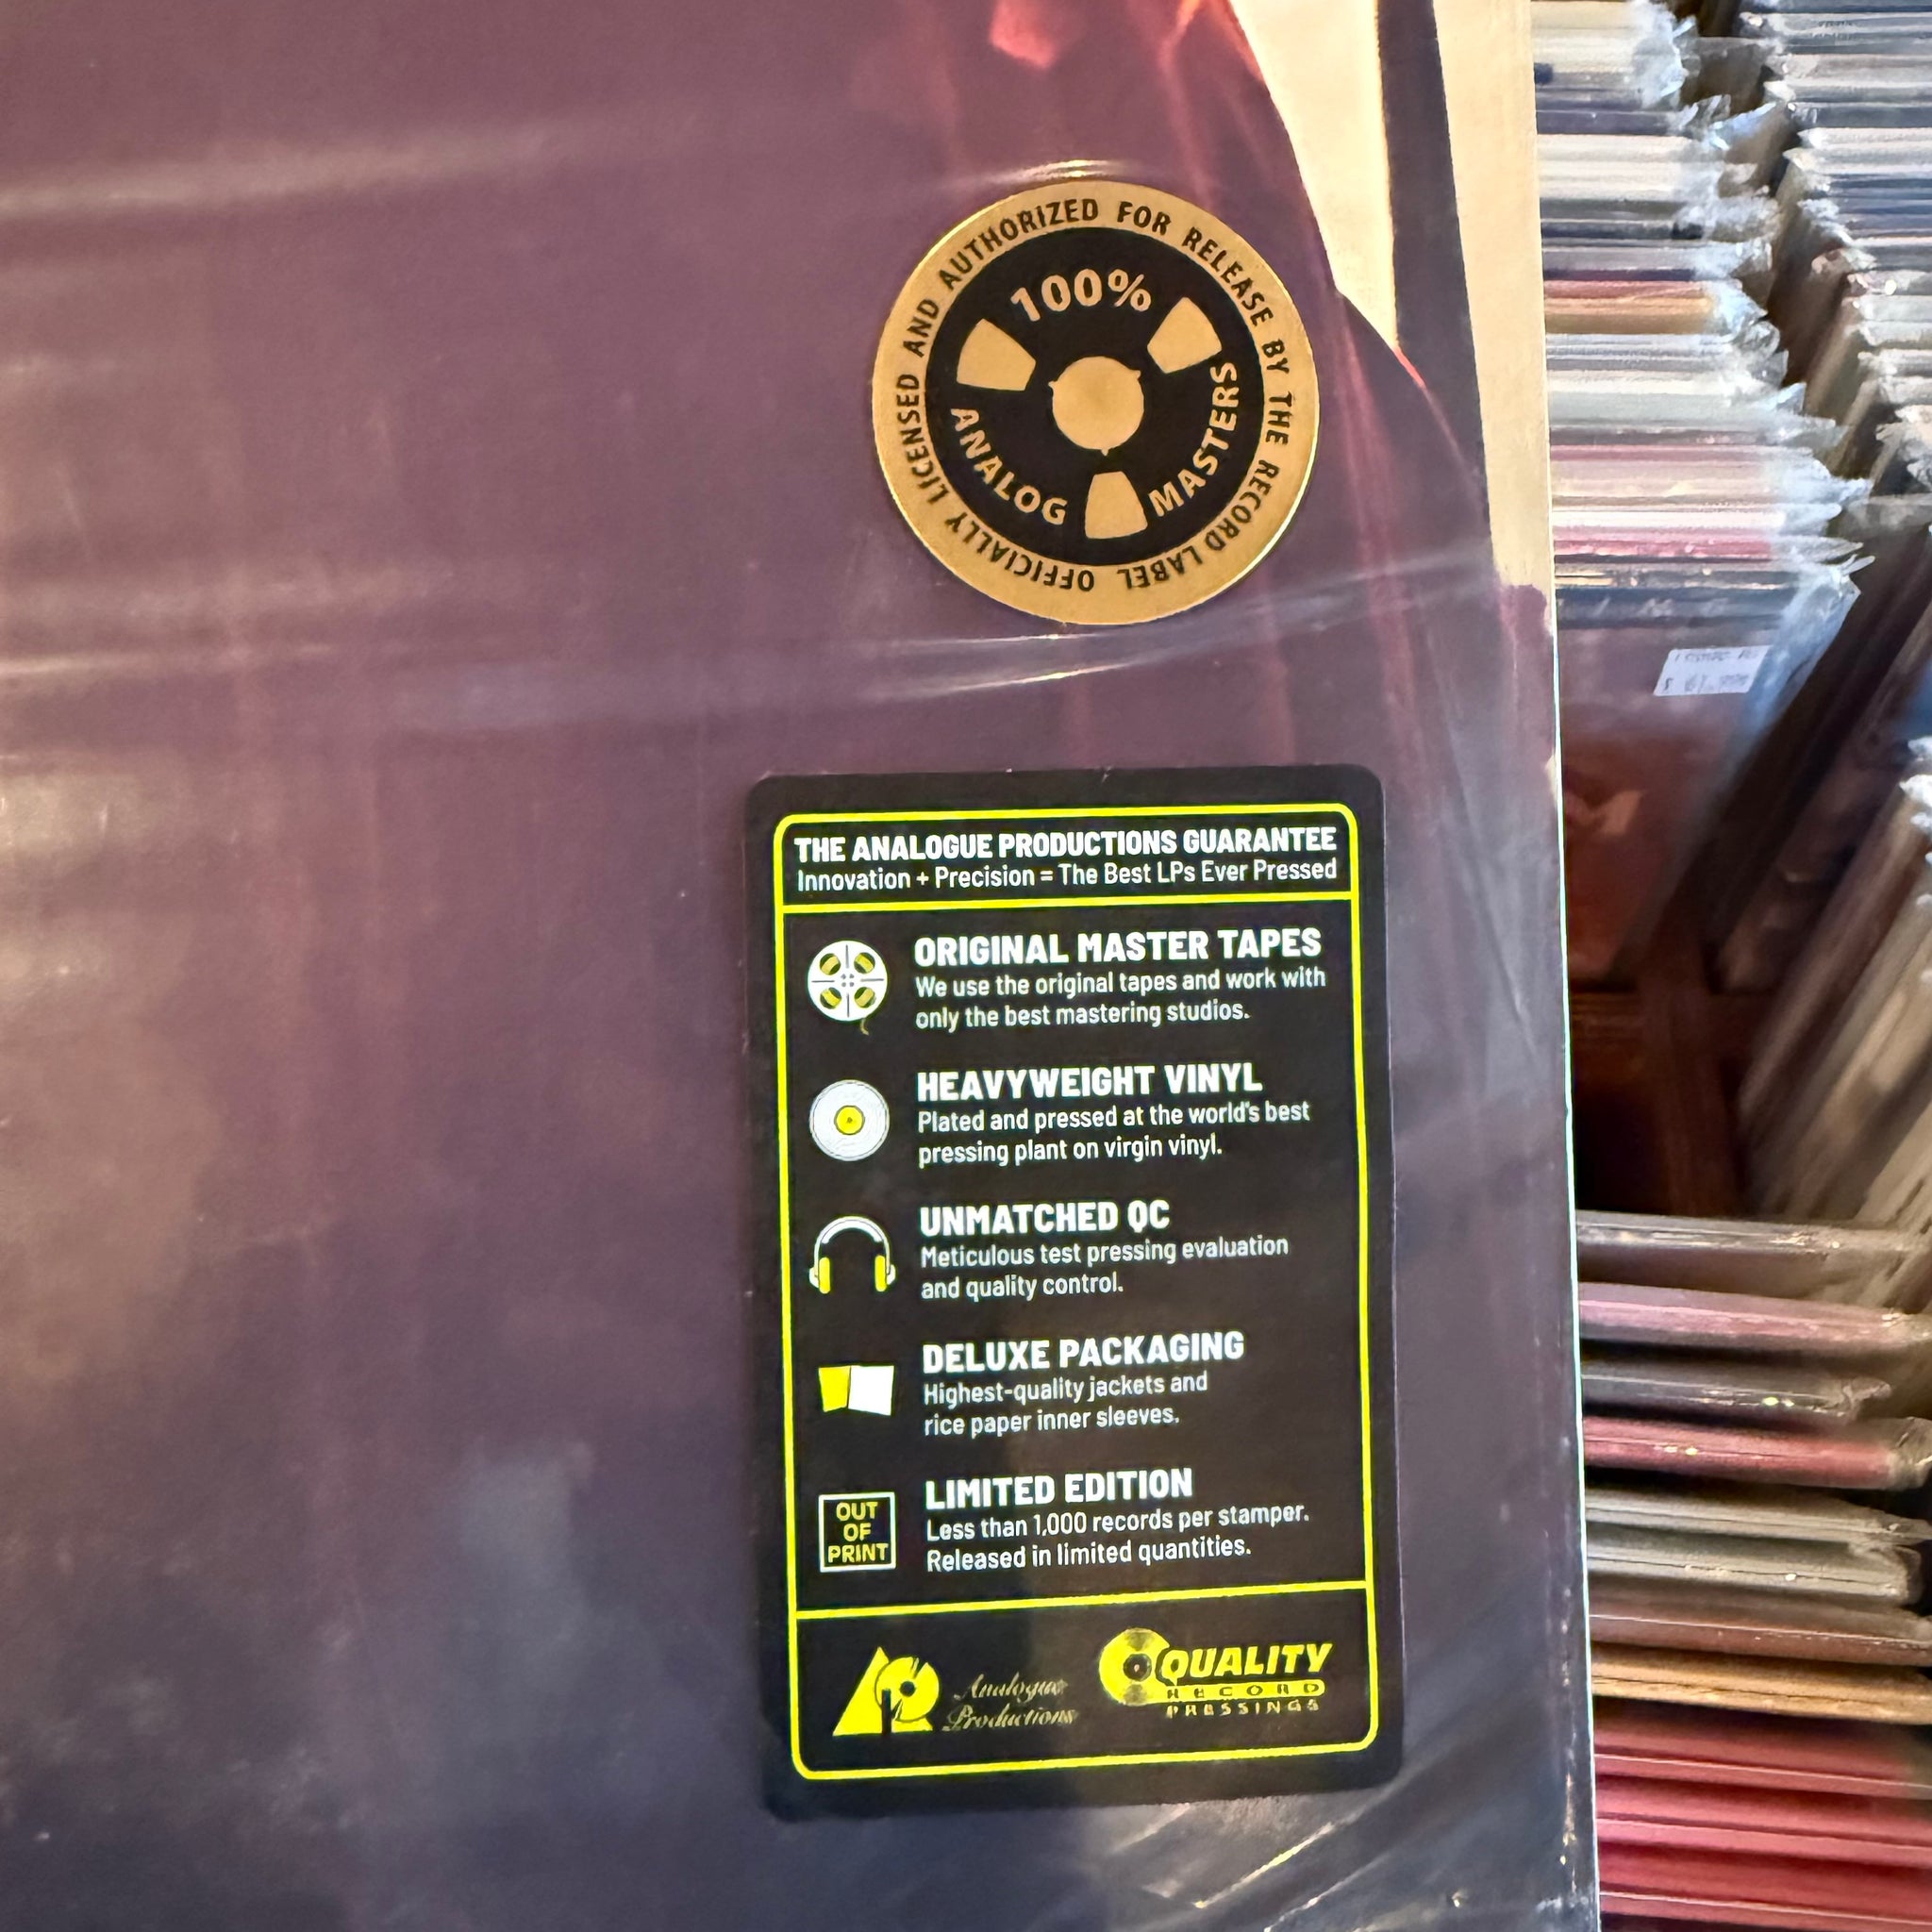 OFFICIALLY LICENSED AND AUTHORIZED FOR RELEASE BY THE RECORD LABEL
100%
ANALOG MASTERS
THE ANALOGUE PRODUCTIONS GUARANTEE
Innovation + Precision = The Best LPs Ever Pressed
ORIGINAL MASTER TAPES
We use the original tapes and work with
only the best mastering studios.
HEAVYWEIGHT VINYL
Plated and pressed at the world's best
pressing plant on virgin vinyl.
UNMATCHED QC
Meticulous test pressing evaluation
and quality control.
DELUXE PACKAGING
Highest-quality jackets and
rice paper inner sleeves.
OUT
OF
PRINT
LIMITED EDITION
Less than 1,000 records per stamper.
Released in limited quantities.
Analogue
Productions
QUALITY
RECORD
PRESSINGS